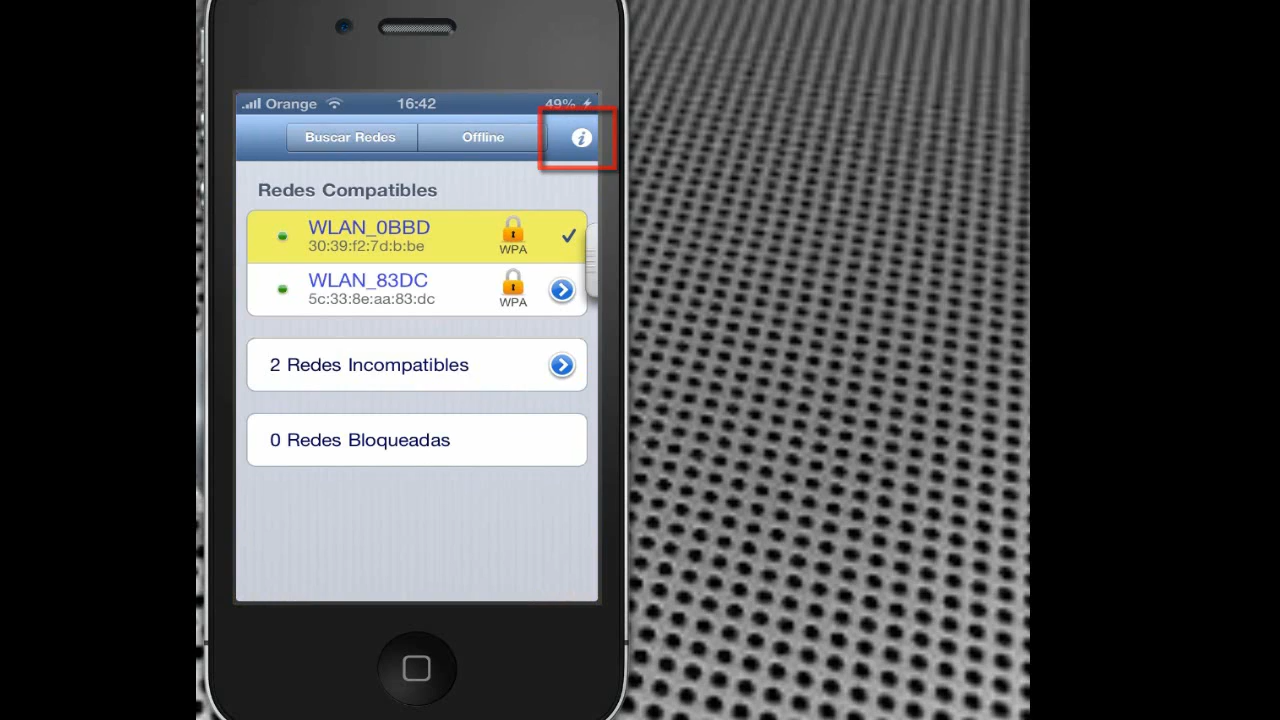 Orange 16:42 49%
Buscar Redes Offline
Redes Compatibles
WLAN_0BBD
30:39:f2:7d:b:be
WPA
WLAN_83DC
5c:33:8e:aa:83:dc
WPA
2 Redes Incompatibles
0 Redes Bloqueadas